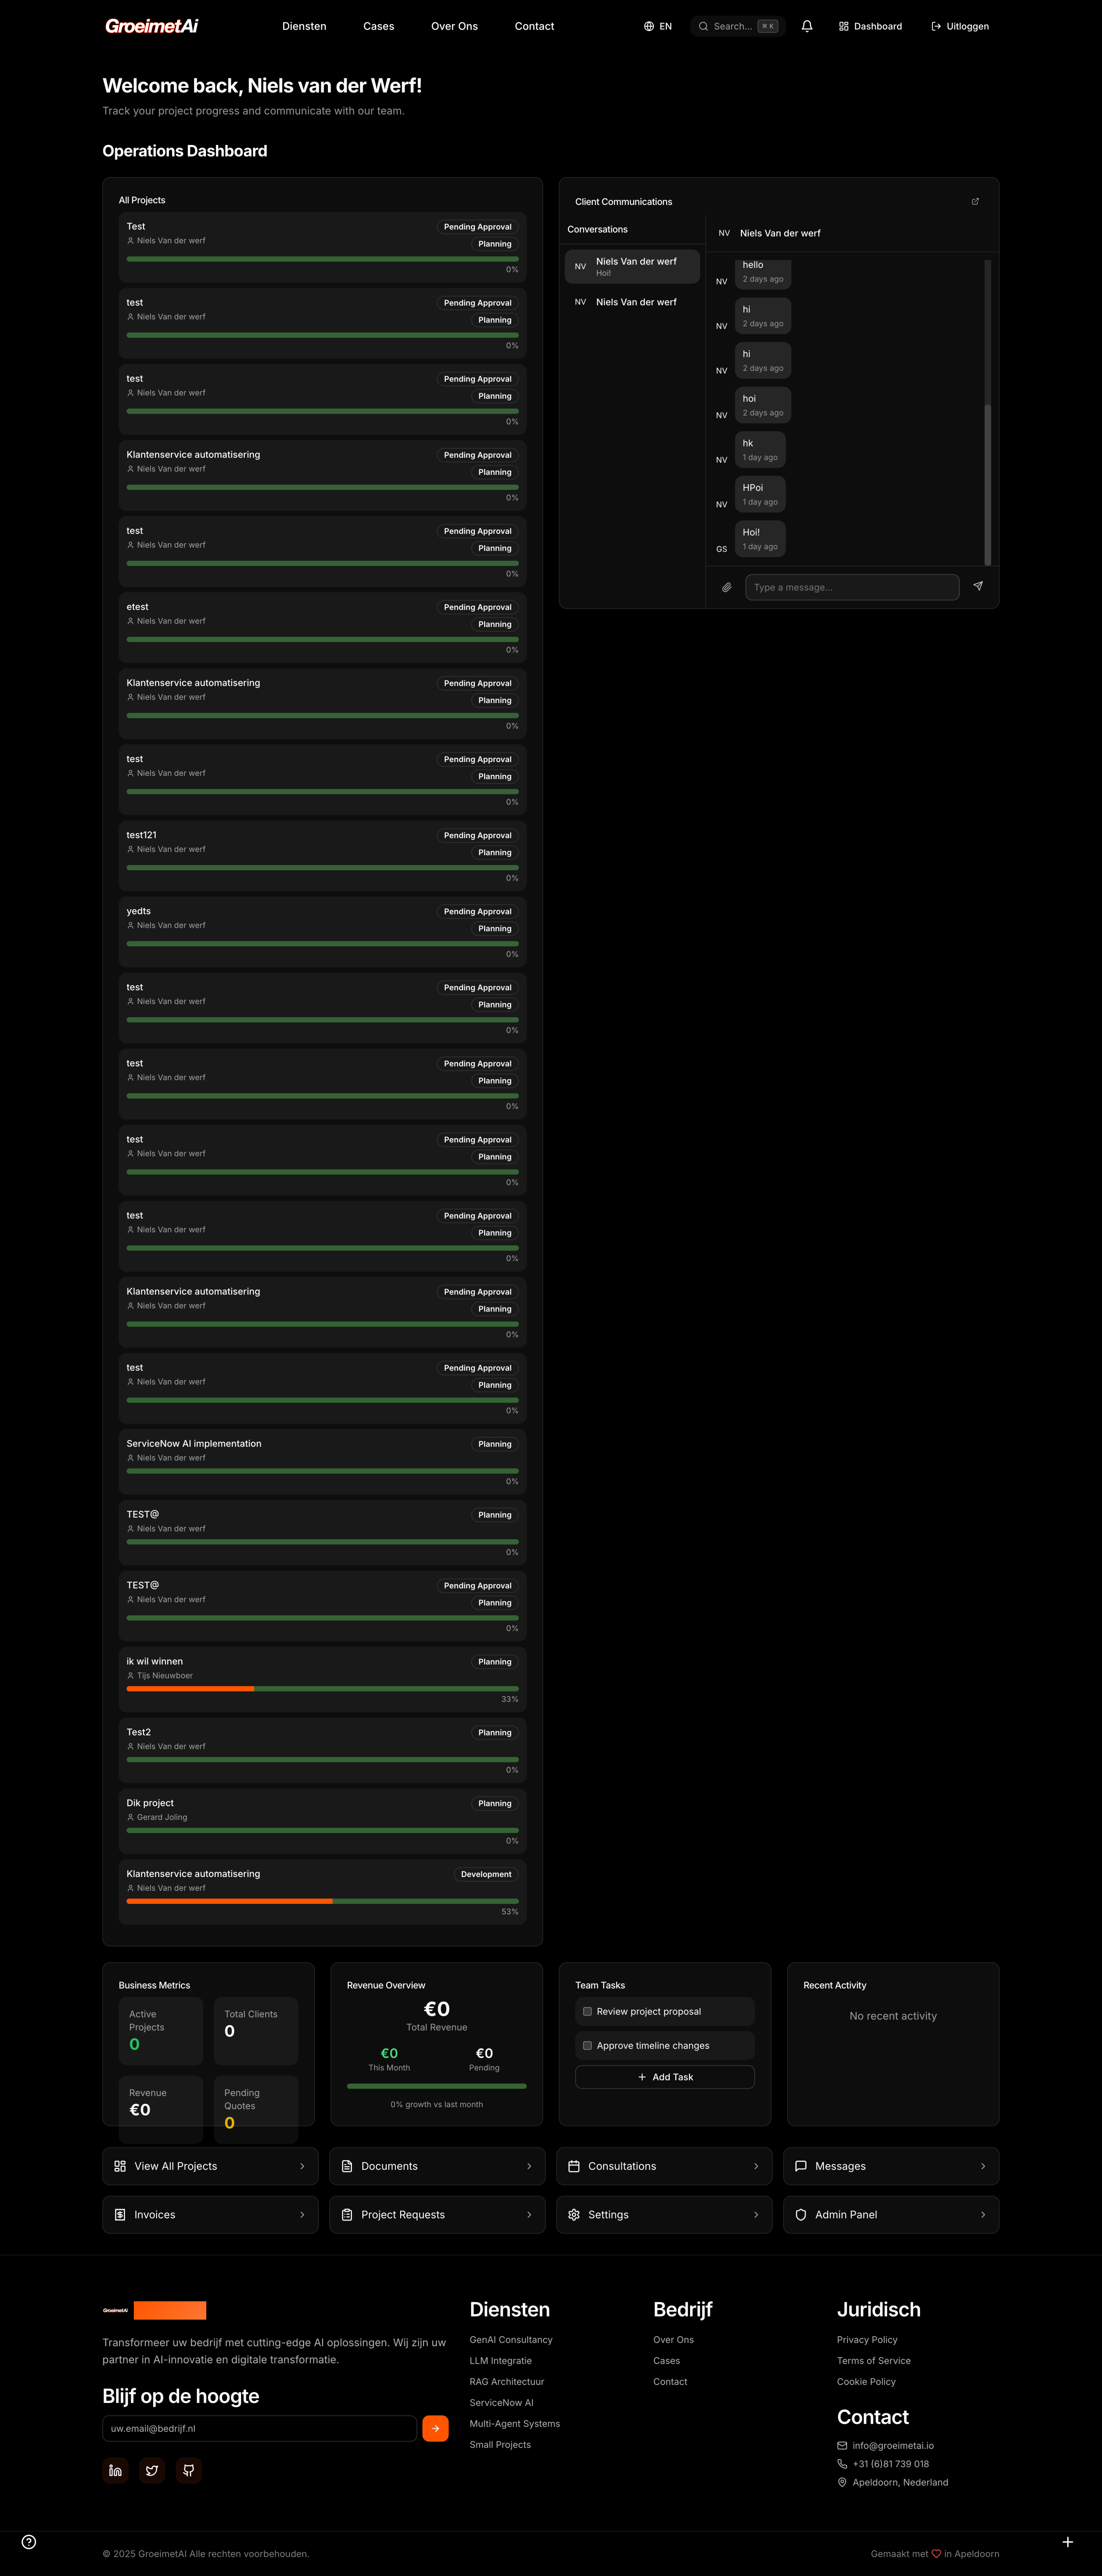 GroeimetAi
Diensten
Cases
Over Ons
Contact
EN
Search...
⌘ K
Dashboard
Uitloggen
Welcome back, Niels van der Werf!
Track your project progress and communicate with our team.
Operations Dashboard
All Projects
Test
Pending Approval
Niels Van der werf
Planning
0%
test
Pending Approval
Niels Van der werf
Planning
0%
test
Pending Approval
Niels Van der werf
Planning
0%
Klantenservice automatisering
Pending Approval
Niels Van der werf
Planning
0%
test
Pending Approval
Niels Van der werf
Planning
0%
etest
Pending Approval
Niels Van der werf
Planning
0%
Klantenservice automatisering
Pending Approval
Niels Van der werf
Planning
0%
test
Pending Approval
Niels Van der werf
Planning
0%
test121
Pending Approval
Niels Van der werf
Planning
0%
yedts
Pending Approval
Niels Van der werf
Planning
0%
test
Pending Approval
Niels Van der werf
Planning
0%
test
Pending Approval
Niels Van der werf
Planning
0%
test
Pending Approval
Niels Van der werf
Planning
0%
test
Pending Approval
Niels Van der werf
Planning
0%
Klantenservice automatisering
Pending Approval
Niels Van der werf
Planning
0%
test
Pending Approval
Niels Van der werf
Planning
0%
ServiceNow AI implementation
Planning
Niels Van der werf
0%
TEST@
Planning
Niels Van der werf
0%
TEST@
Pending Approval
Niels Van der werf
Planning
0%
ik wil winnen
Planning
Tijs Nieuwboer
33%
Test2
Planning
Niels Van der werf
0%
Dik project
Planning
Gerard Joling
0%
Klantenservice automatisering
Development
Niels Van der werf
53%
Client Communications
Conversations
NV
Niels Van der werf
Hoi!
NV
Niels Van der werf
NV
Niels Van der werf
hello
2 days ago
NV
hi
2 days ago
NV
hi
2 days ago
NV
hoi
2 days ago
NV
hk
1 day ago
NV
HPoi
1 day ago
NV
Hoi!
1 day ago
GS
Type a message...
Business Metrics
Active Projects
0
Total Clients
0
Revenue
€0
Pending Quotes
0
Revenue Overview
€0
Total Revenue
€0
This Month
€0
Pending
0% growth vs last month
Team Tasks
Review project proposal
Approve timeline changes
Add Task
Recent Activity
No recent activity
View All Projects
Documents
Consultations
Messages
Invoices
Project Requests
Settings
Admin Panel
GroeimetAi
Transformeer uw bedrijf met cutting-edge AI oplossingen. Wij zijn uw
partner in AI-innovatie en digitale transformatie.
Blijf op de hoogte
uw.email@bedrijf.nl
Diensten
GenAI Consultancy
LLM Integratie
RAG Architectuur
ServiceNow AI
Multi-Agent Systems
Small Projects
Bedrijf
Over Ons
Cases
Contact
Juridisch
Privacy Policy
Terms of Service
Cookie Policy
Contact
info@groeimetai.io
+31 (6)81 739 018
Apeldoorn, Nederland
© 2025 GroeimetAI Alle rechten voorbehouden.
Gemaakt met
in Apeldoorn